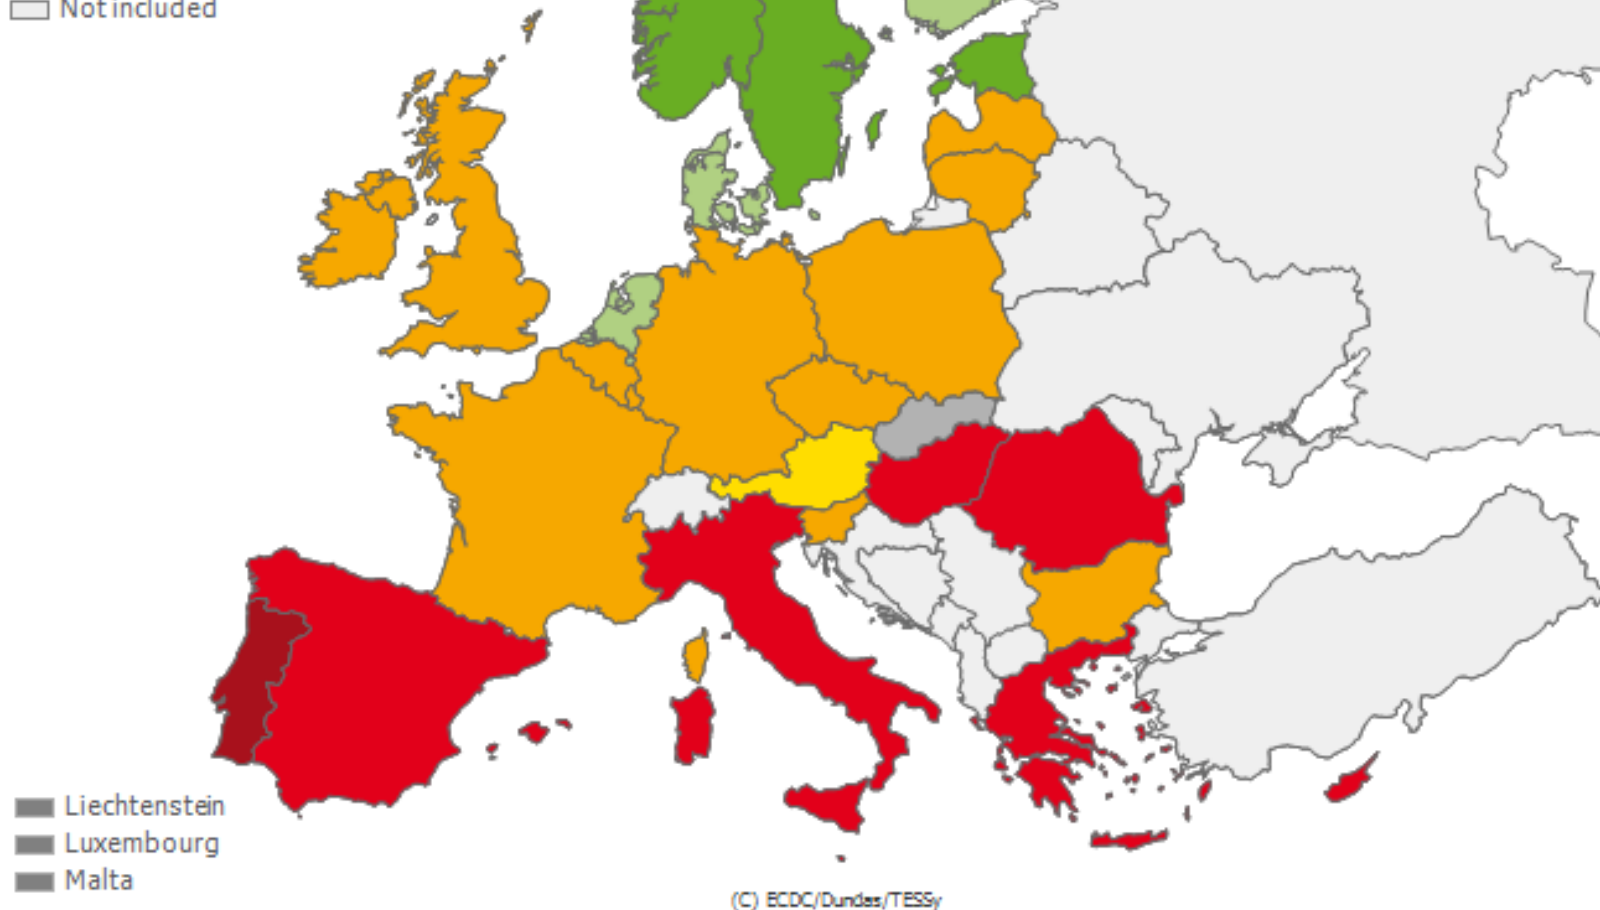 Not included
Liechtenstein
Luxembourg
Malta
(C) ECDC/Dundas/TESSy